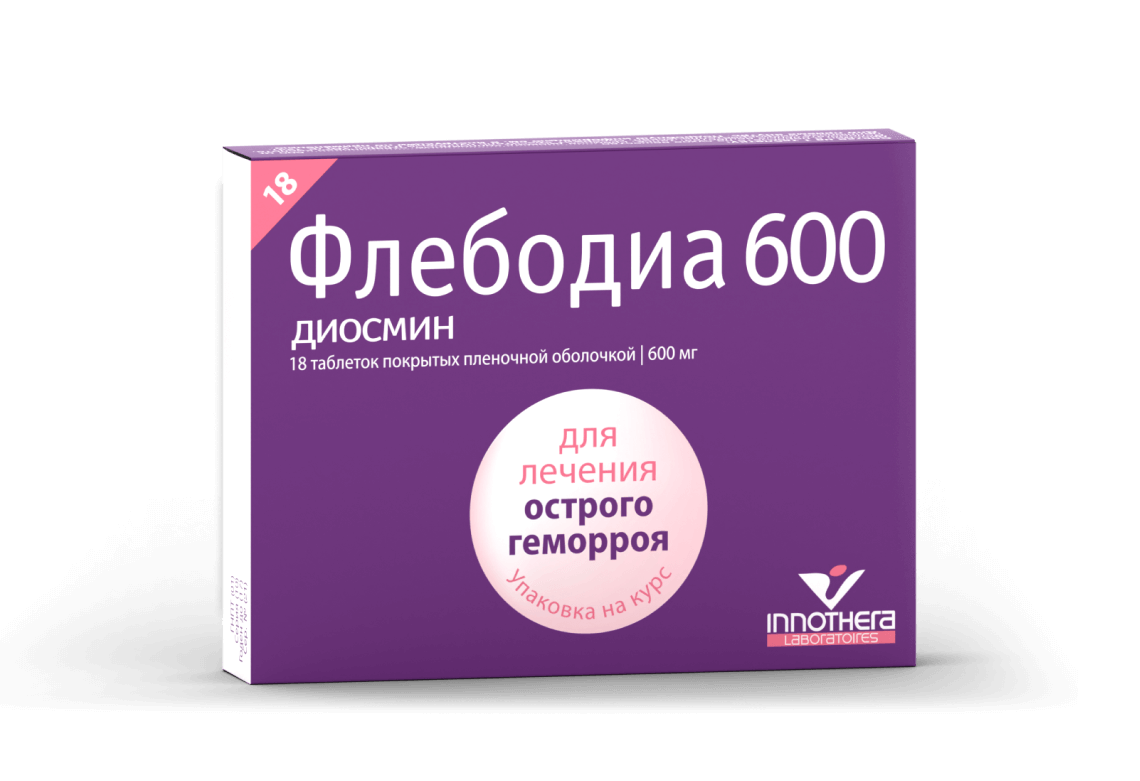 18
Флебодиа 600
диосмин
18 таблеток покрытых пленочной оболочкой | 600 мг
для
лечения
острого
геморроя
Упаковка на курс
INNOTHERA
LABORATOIRES